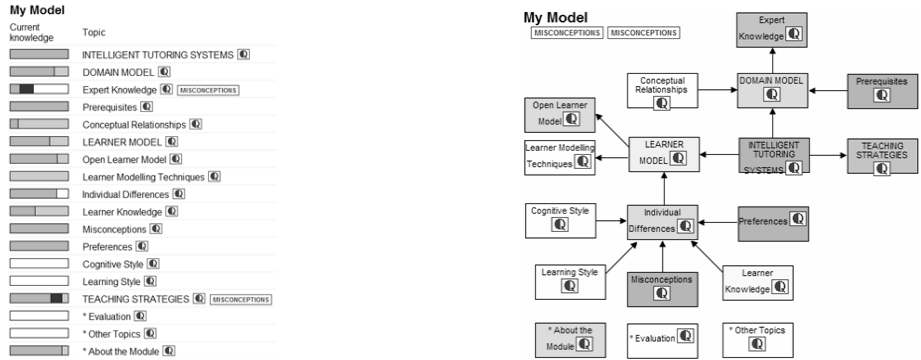 My Model
Current
knowledge
Topic
INTELLIGENT TUTORING SYSTEMS
DOMAIN MODEL
Expert Knowledge MISCONCEPTIONS
Prerequisites
Conceptual Relationships
LEARNER MODEL
Open Learner Model
Learner Modelling Techniques
Individual Differences
Learner Knowledge
Misconceptions
Preferences
Cognitive Style
Learning Style
TEACHING STRATEGIES MISCONCEPTIONS
* Evaluation
* Other Topics
* About the Module
My Model
MISCONCEPTIONS MISCONCEPTIONS
Expert
Knowledge
Conceptual
Relationships
DOMAIN MODEL
Prerequisites
Open Learner
Model
Learner Modelling
Techniques
LEARNER
MODEL
INTELLIGENT
TUTORING
SYSTEMS
TEACHING
STRATEGIES
Cognitive Style
Individual
Differences
Preferences
Learning Style
Misconceptions
Learner
Knowledge
* About the
Module
* Evaluation
* Other Topics